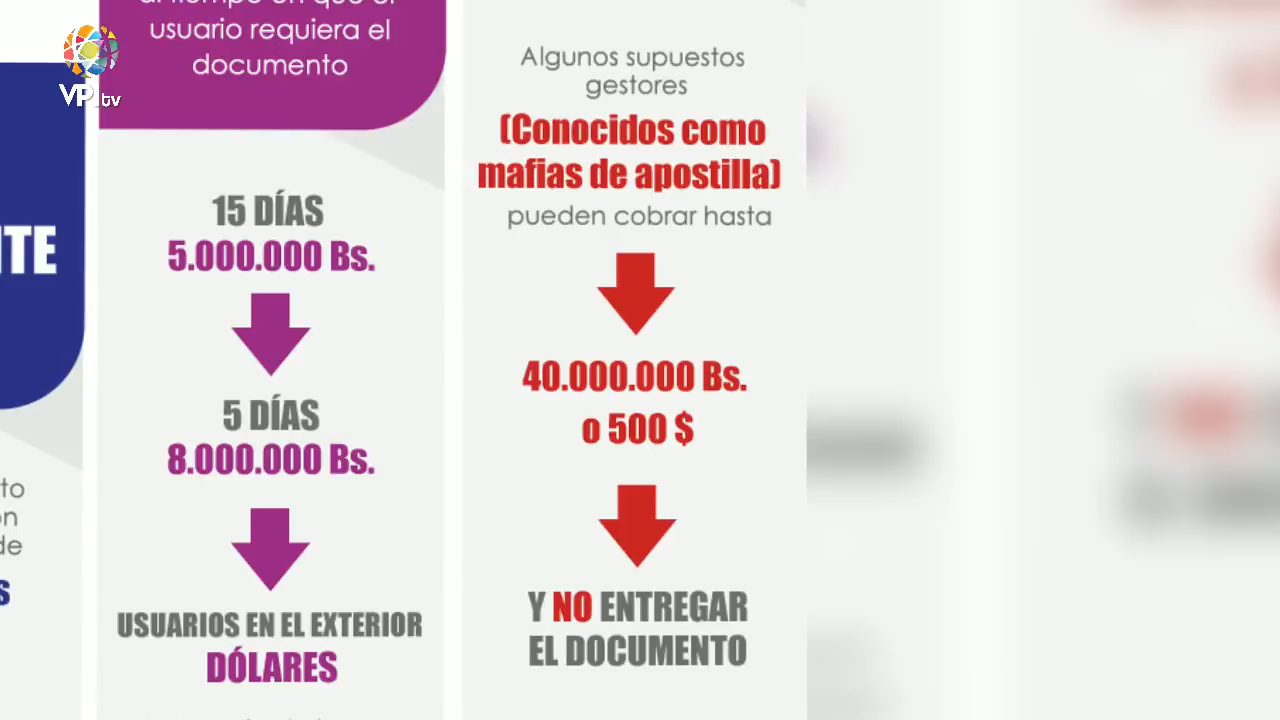 VPI.tv
usuario requiera el
documento
15 DÍAS
5.000.000 Bs.
5 DÍAS
8.000.000 Bs.
USUARIOS EN EL EXTERIOR
DÓLARES
Algunos supuestos
gestores
(Conocidos como
mafias de apostilla)
pueden cobrar hasta
40.000.000 Bs.
o 500 $
Y NO ENTREGAR
EL DOCUMENTO